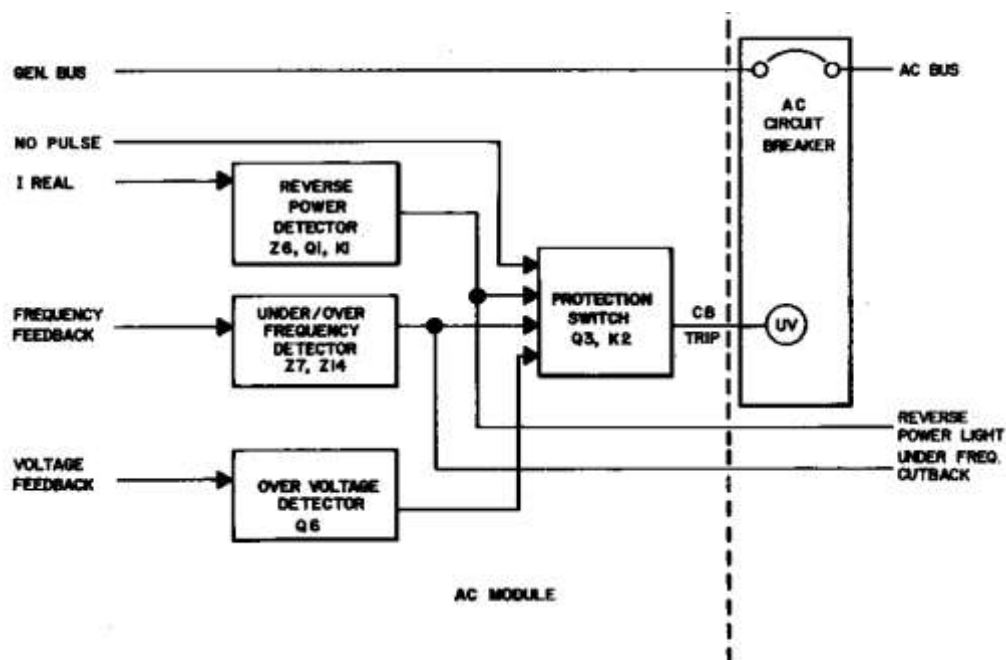 GEN. BUS
AC BUS
AC
CIRCUIT
BREAKER
NO PULSE
I REAL
REVERSE
POWER
DETECTOR
Z6, Q1, K1
FREQUENCY
FEEDBACK
UNDER/OVER
FREQUENCY
DETECTOR
Z7, Z14
PROTECTION
SWITCH
Q3, K2
CB
TRIP
UV
REVERSE
POWER LIGHT
UNDER FREQ.
CUTBACK
VOLTAGE
FEEDBACK
OVER VOLTAGE
DETECTOR
Q6
AC MODULE